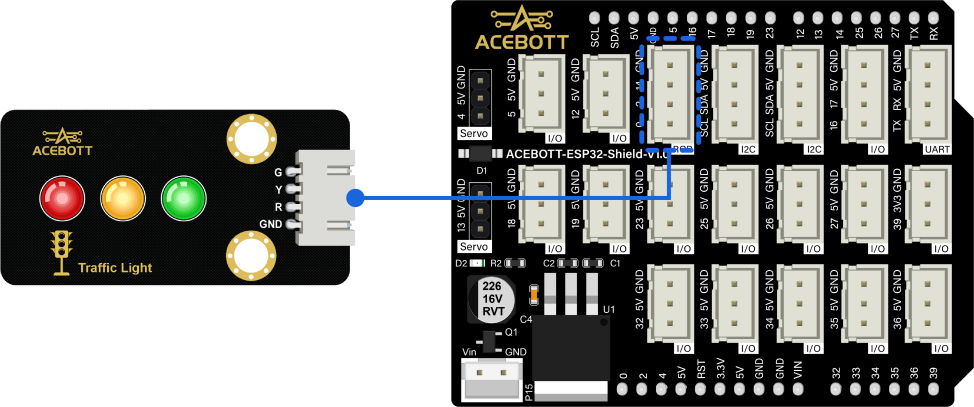 ACEBOTT
Traffic Light
G
Y
R
GND
ACEBOTT
SCL
SDA
5V
GND
5
16
17
18
19
23
12
13
14
25
26
27
TX
RX
4 5V GND
Servo
5 5V GND
I/O
12 5V GND
I/O
GND
SCL SDA 5V GND
I2C
SCL SDA 5V GND
I2C
16 17 5V GND
I/O
TX RX 5V GND
UART
ACEBOTT-ESP32-Shield-V1.0
D1
13 5V GND
Servo
18 5V GND
I/O
19 5V GND
I/O
23 5V GND
I/O
25 5V GND
I/O
26 5V GND
I/O
27 5V GND
I/O
39 3V3 GND
I/O
D2
R2
C2
C1
226
16V
RVT
C4
U1
Q1
Vin
GND
P15
32 5V GND
I/O
33 5V GND
I/O
34 5V GND
I/O
35 5V GND
I/O
36 5V GND
I/O
0
2
4
5V
RST
3.3V
5V
GND
GND
VIN
32
33
34
35
36
39